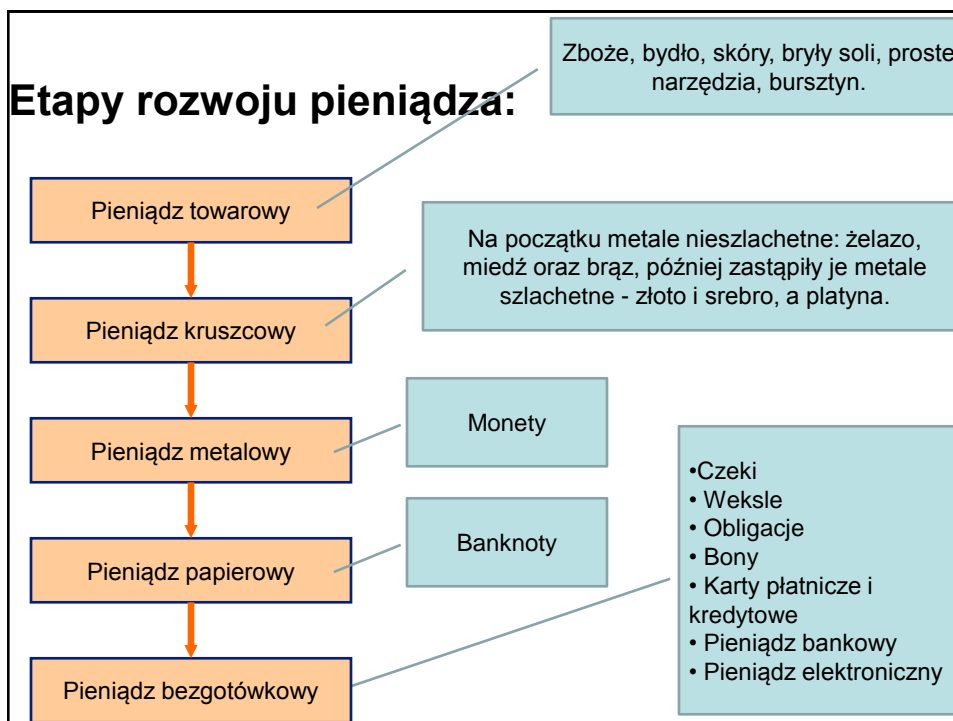 Etapy rozwoju pieniądza:
Zboże, bydło, skóry, bryły soli, proste
narzędzia, bursztyn.
Pieniądz towarowy
Na początku metale nieszlachetne: żelazo,
miedź oraz brąz, później zastąpiły je metale
szlachetne - złoto i srebro, a platyna.
Pieniądz kruszcowy
Pieniądz metalowy
Monety
Pieniądz papierowy
Banknoty
Pieniądz bezgotówkowy
•Czeki
• Weksle
• Obligacje
• Bony
• Karty płatnicze i
kredytowe
• Pieniądz bankowy
• Pieniądz elektroniczny